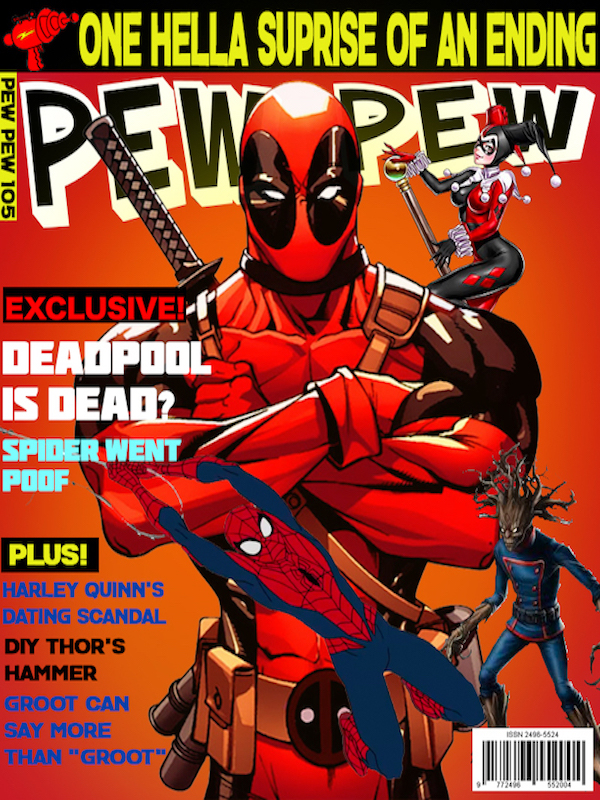 ONE HELLA SUPRISE OF AN ENDING
PEW PEW
PEW PEW 105
EXCLUSIVE!
DEADPOOL
IS DEAD?
SPIDER WENT
POOF
PLUS!
HARLEY QUINN'S
DATING SCANDAL
DIY THOR'S
HAMMER
GROOT CAN
SAY MORE
THAN "GROOT"
ISSN 2496-5524
9 772496 552004